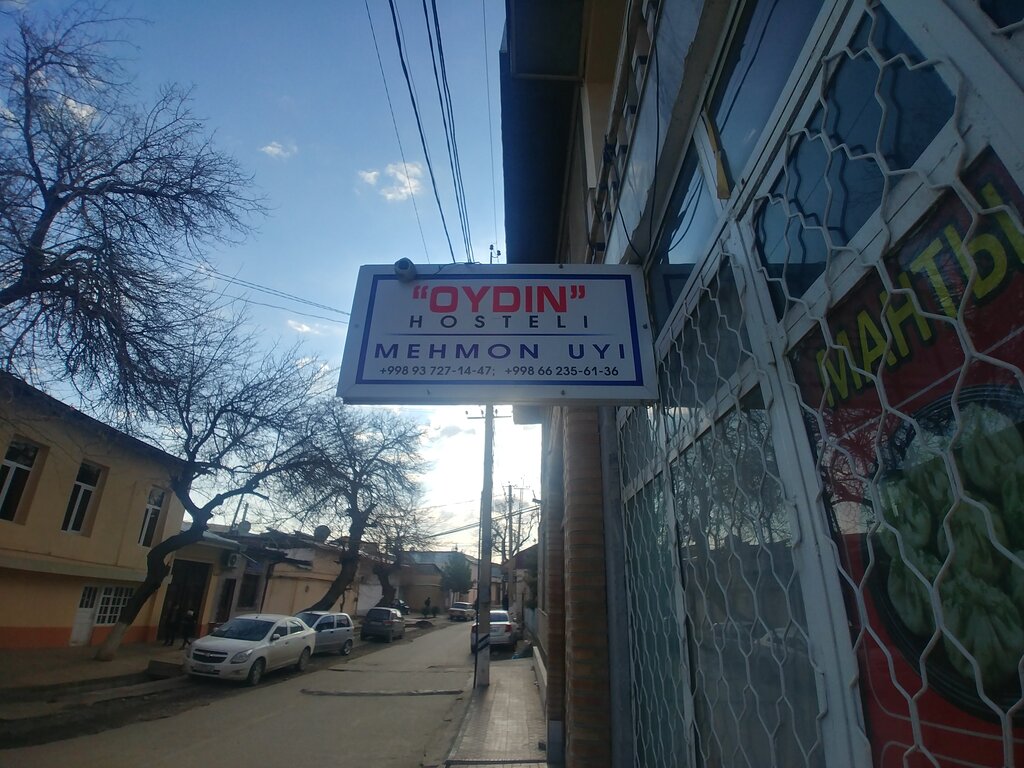 "OYDIN"
HOSTELI
MEHMON UYI
+998 93 727-14-47; +998 66 235-61-36
МАНТЫ